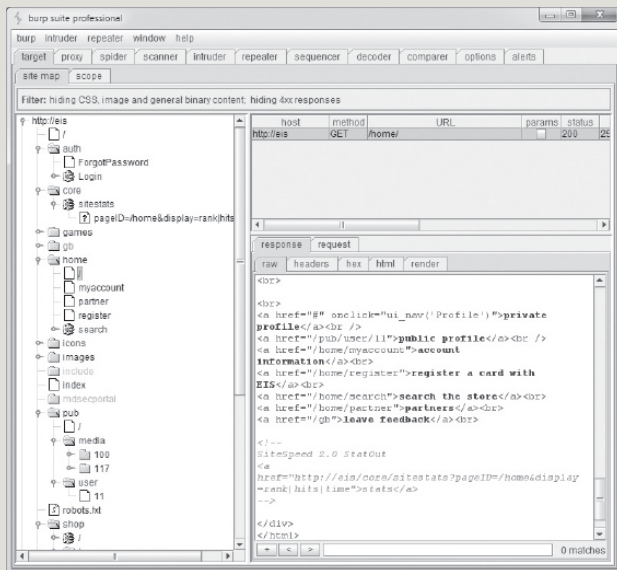 burp suite professional
burp intruder repeater window help
target proxy spider scanner intruder repeater sequencer decoder comparer options alerts
site map scope
Filter: hiding CSS, image and general binary content; hiding 4xx responses
http://eis
/
auth
ForgotPassword
Login
core
sitestats
pageID=/home&display=rank|hits
games
gb
home
/
myaccount
partner
register
search
icons
images
include
index
mdsecportal
pub
/
media
100
117
user
11
robots.txt
shop
/
host method URL params status
http://eis GET /home/ 200 25
response request
raw headers hex html render
<br>
<br>
<a href="#" onclick="ui_nav('Profile')">private
profile</a><br />
<a href="/pub/user/11">public profile</a><br />
<a href="/home/myaccount">account
information</a><br>
<a href="/home/register">register a card with
EIS</a><br>
<a href="/home/search">search the store</a><br>
<a href="/home/partner">partners</a><br>
<a href="/gb">leave feedback</a><br>
<!--
SiteSpeed 2.0 StatOut
<a
href="http://eis/core/sitestats?pageID=/home&display
=rank|hits|time">stats</a>
-->
</div>
</html>
+ < >
0 matches